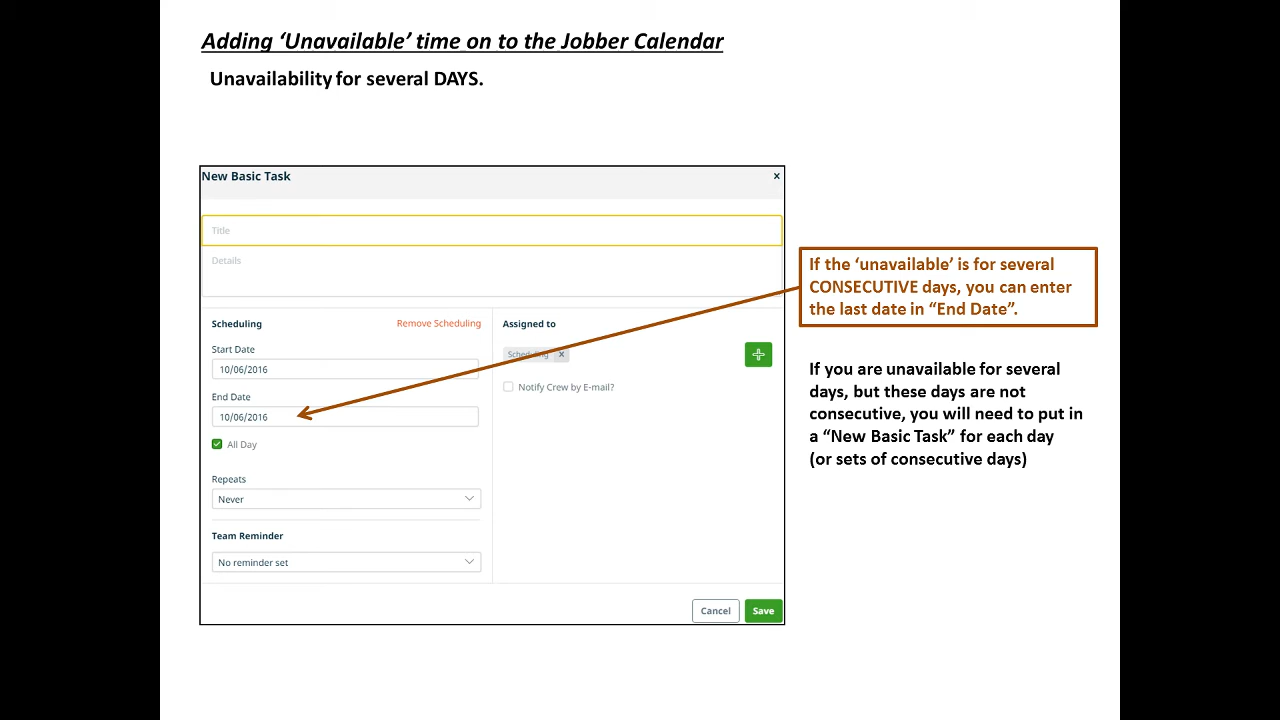 Adding ‘Unavailable’ time on to the Jobber Calendar
Unavailability for several DAYS.
New Basic Task
x
Title
Details
Scheduling
Remove Scheduling
Start Date
10/06/2016
End Date
10/06/2016
All Day
Repeats
Never
Team Reminder
No reminder set
Assigned to
Scheduling x
Notify Crew by E-mail?
Cancel
Save
If the ‘unavailable’ is for several
CONSECUTIVE days, you can enter
the last date in “End Date”.
If you are unavailable for several
days, but these days are not
consecutive, you will need to put in
a “New Basic Task” for each day
(or sets of consecutive days)